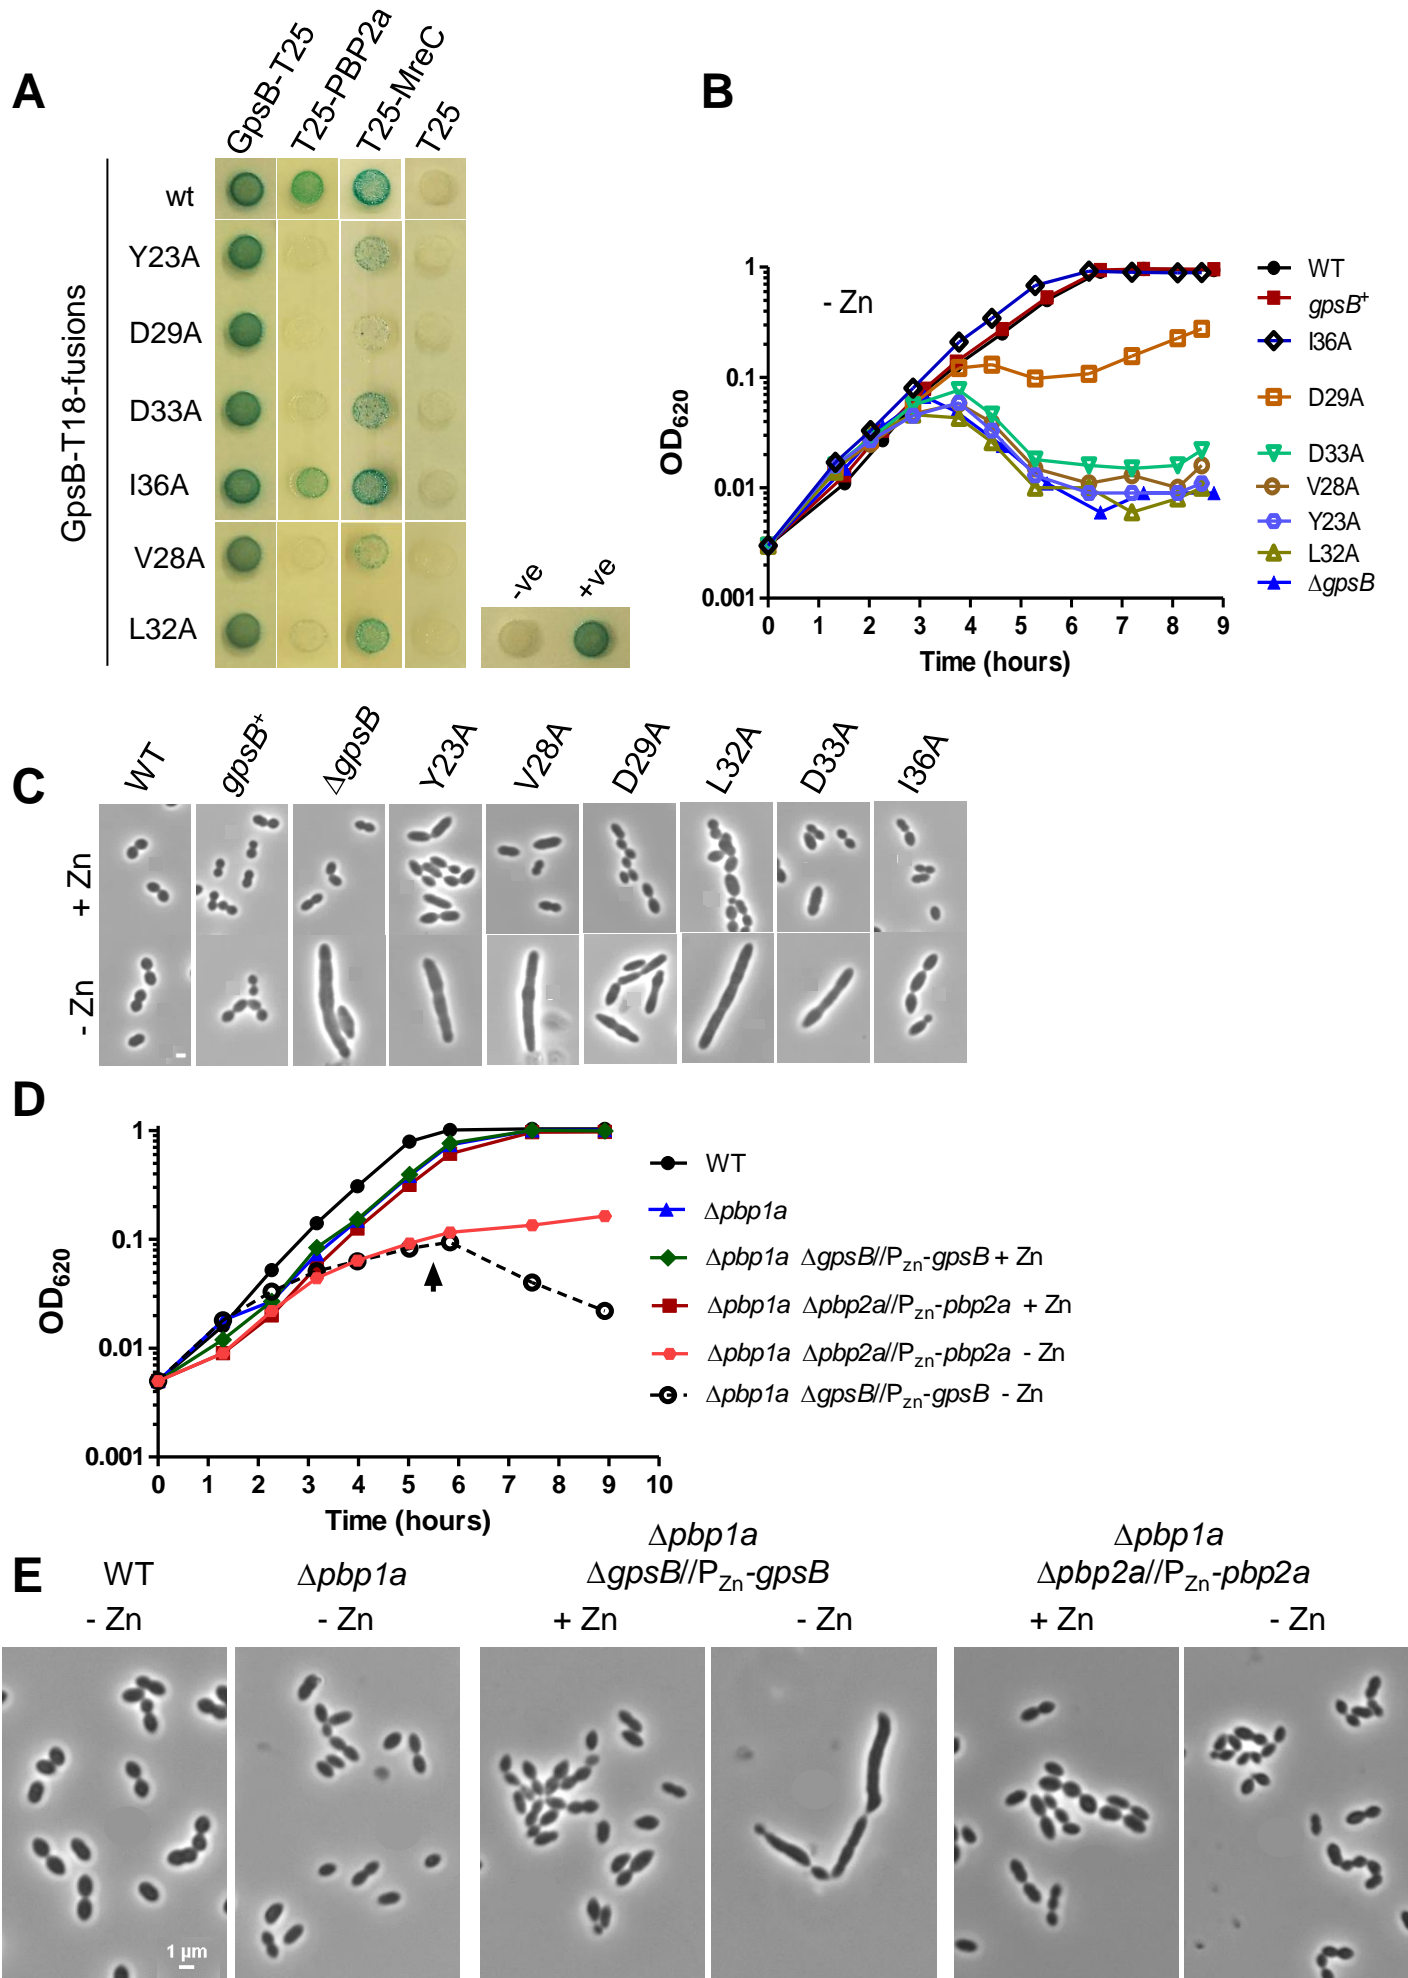 A
GpsB-T25
T25-PBP2a
T25-MreC
T25
GpsB-T18-fusions
wt
Y23A
D29A
D33A
I36A
V28A
L32A
-ve
+ve
B
- Zn
OD620
1
0.1
0.01
0.001
0 1 2 3 4 5 6 7 8 9
Time (hours)
WT
gpsB+
I36A
D29A
D33A
V28A
Y23A
L32A
ΔgpsB
C
WT
gpsB+
ΔgpsB
Y23A
V28A
D29A
L32A
D33A
I36A
+ Zn
- Zn
D
OD620
1
0.1
0.01
0.001
0 1 2 3 4 5 6 7 8 9 10
Time (hours)
WT
Δpbp1a
Δpbp1a ΔgpsB//Pzn-gpsB + Zn
Δpbp1a Δpbp2a//Pzn-pbp2a + Zn
Δpbp1a Δpbp2a//Pzn-pbp2a - Zn
Δpbp1a ΔgpsB//Pzn-gpsB - Zn
E
WT
- Zn
Δpbp1a
- Zn
Δpbp1a
ΔgpsB//PZn-gpsB
+ Zn - Zn
Δpbp1a
Δpbp2a//PZn-pbp2a
+ Zn - Zn
1 µm